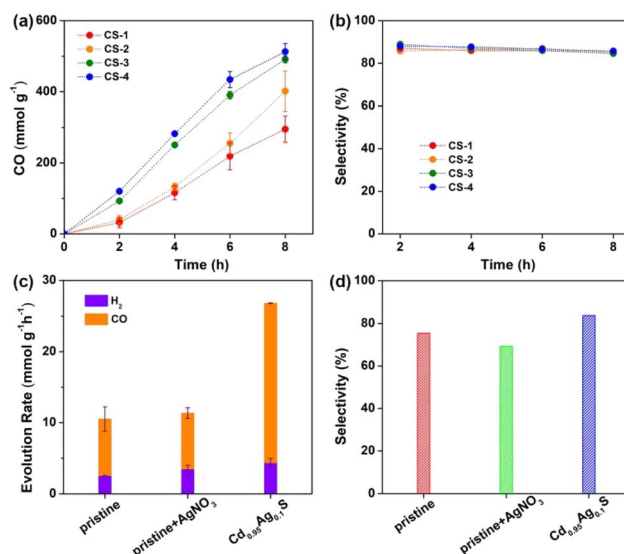 (a)
CS-1
CS-2
CS-3
CS-4
600
400
200
0
CO (mmol g⁻¹)
0 2 4 6 8
Time (h)
(b)
100
80
60
40
20
0
Selectivity (%)
CS-1
CS-2
CS-3
CS-4
2 4 6 8
Time (h)
(c)
H₂
CO
30
20
10
0
Evolution Rate (mmol g⁻¹h⁻¹)
pristine
pristine+AgNO₃
Cd₀.₉₅Ag₀.₁S
(d)
100
80
60
40
20
0
Selectivity (%)
pristine
pristine+AgNO₃
Cd₀.₉₅Ag₀.₁S